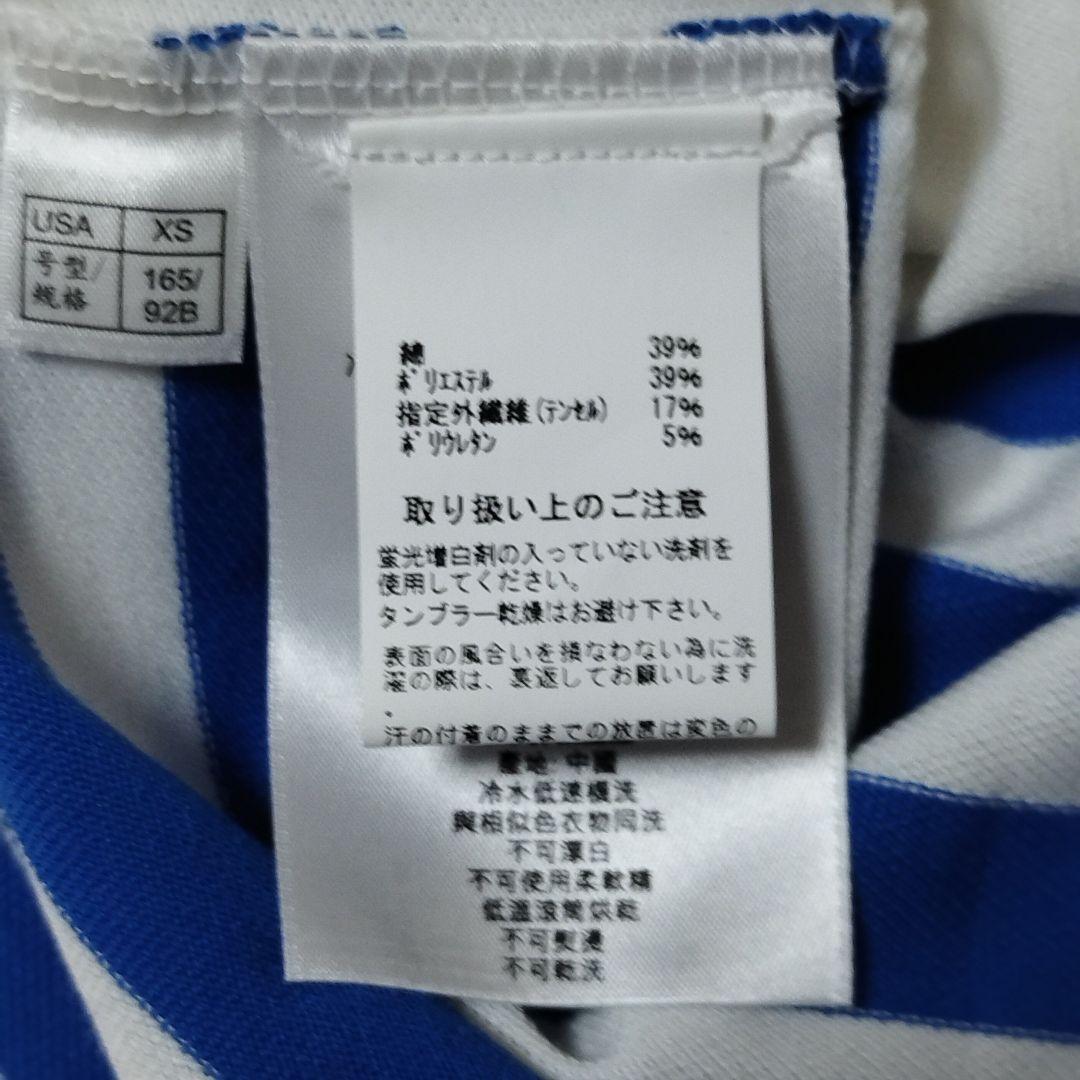 USA XS
号型/规格 165/92B
綿 39%
ポリエステル 39%
指定外繊維(テンセル) 17%
ポリウレタン 5%
取り扱い上のご注意
蛍光増白剤の入っていない洗剤を
使用してください。
タンブラー乾燥はお避け下さい。
表面の風合いを損なわない為に洗
濯の際は、裏返してお願いします
.
汗の付着のままでの放置は変色の
產地 中國
冷水低速機洗
與相似色衣物同洗
不可漂白
不可使用柔軟精
低溫滾筒烘乾
不可熨燙
不可乾洗